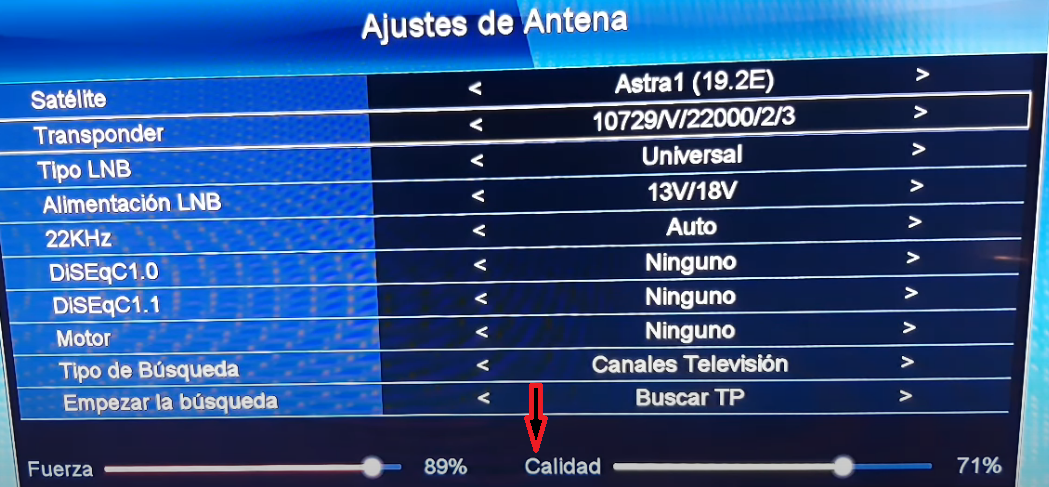 Ajustes de Antena
Satélite < Astra1 (19.2E) >
Transponder < 10729/V/22000/2/3 >
Tipo LNB < Universal >
Alimentación LNB < 13V/18V >
22KHz < Auto >
DiSEqC1.0 < Ninguno >
DiSEqC1.1 < Ninguno >
Motor < Ninguno >
Tipo de Búsqueda < Canales Televisión >
Empezar la búsqueda < Buscar TP >
Fuerza 89% Calidad 71%